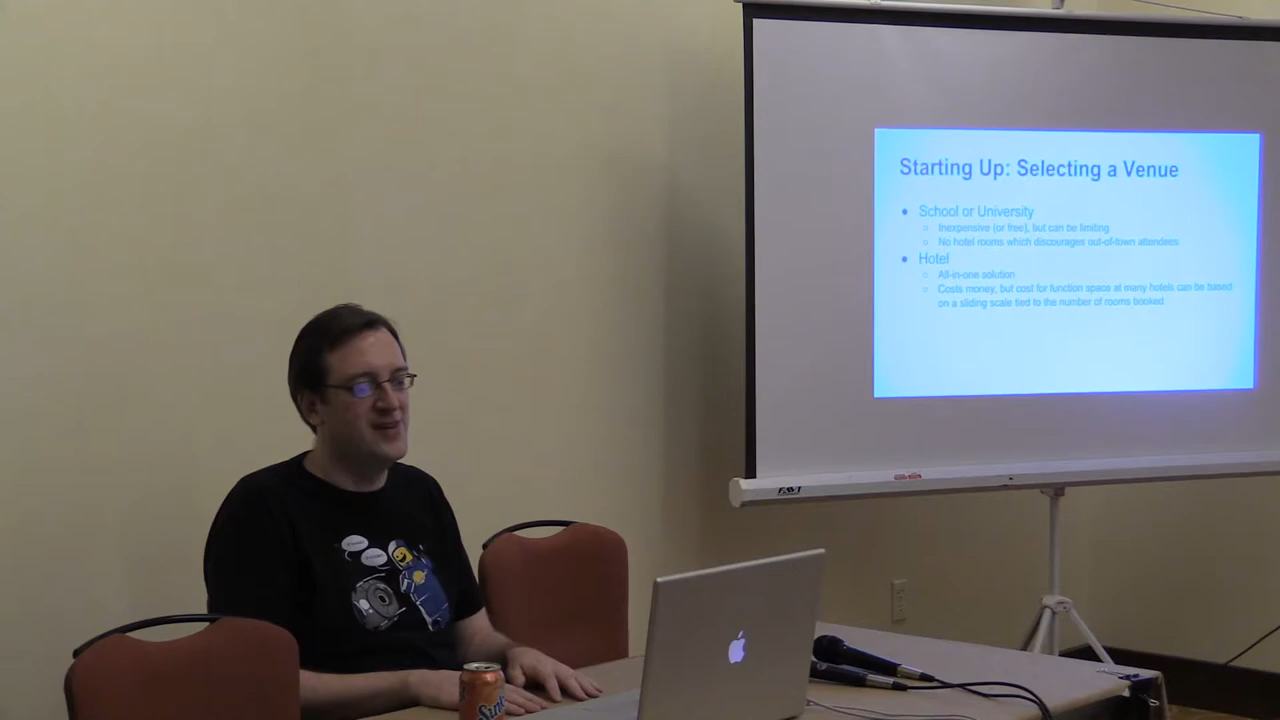 Starting Up: Selecting a Venue
School or University
Inexpensive (or free), but can be limiting
No hotel rooms which discourages out-of-town attendees
Hotel
All-in-one solution
Costs money, but cost for function space at many hotels can be based
on a sliding scale tied to the number of rooms booked
FAVI